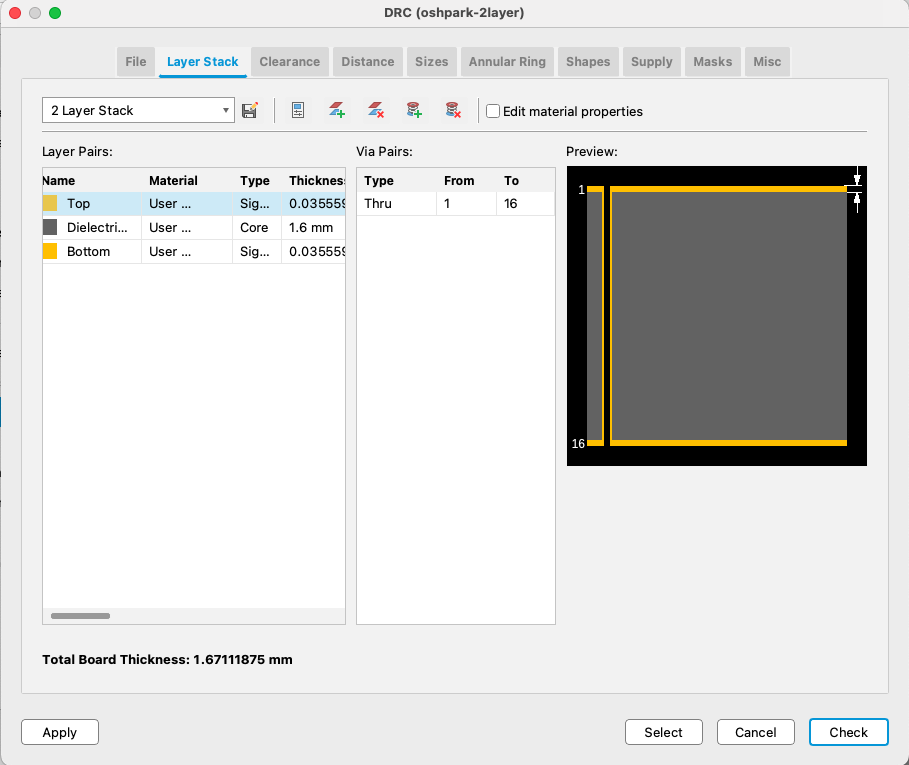 DRC (oshpark-2layer)
File Layer Stack Clearance Distance Sizes Annular Ring Shapes Supply Masks Misc
2 Layer Stack Edit material properties
Layer Pairs: Via Pairs: Preview:
Name Material Type Thicknes Type From To
Top User ... Sig... 0.035559 Thru 1 16 1
Dielectri... User ... Core 1.6 mm
Bottom User ... Sig... 0.035559
16
Total Board Thickness: 1.67111875 mm
Apply Select Cancel Check